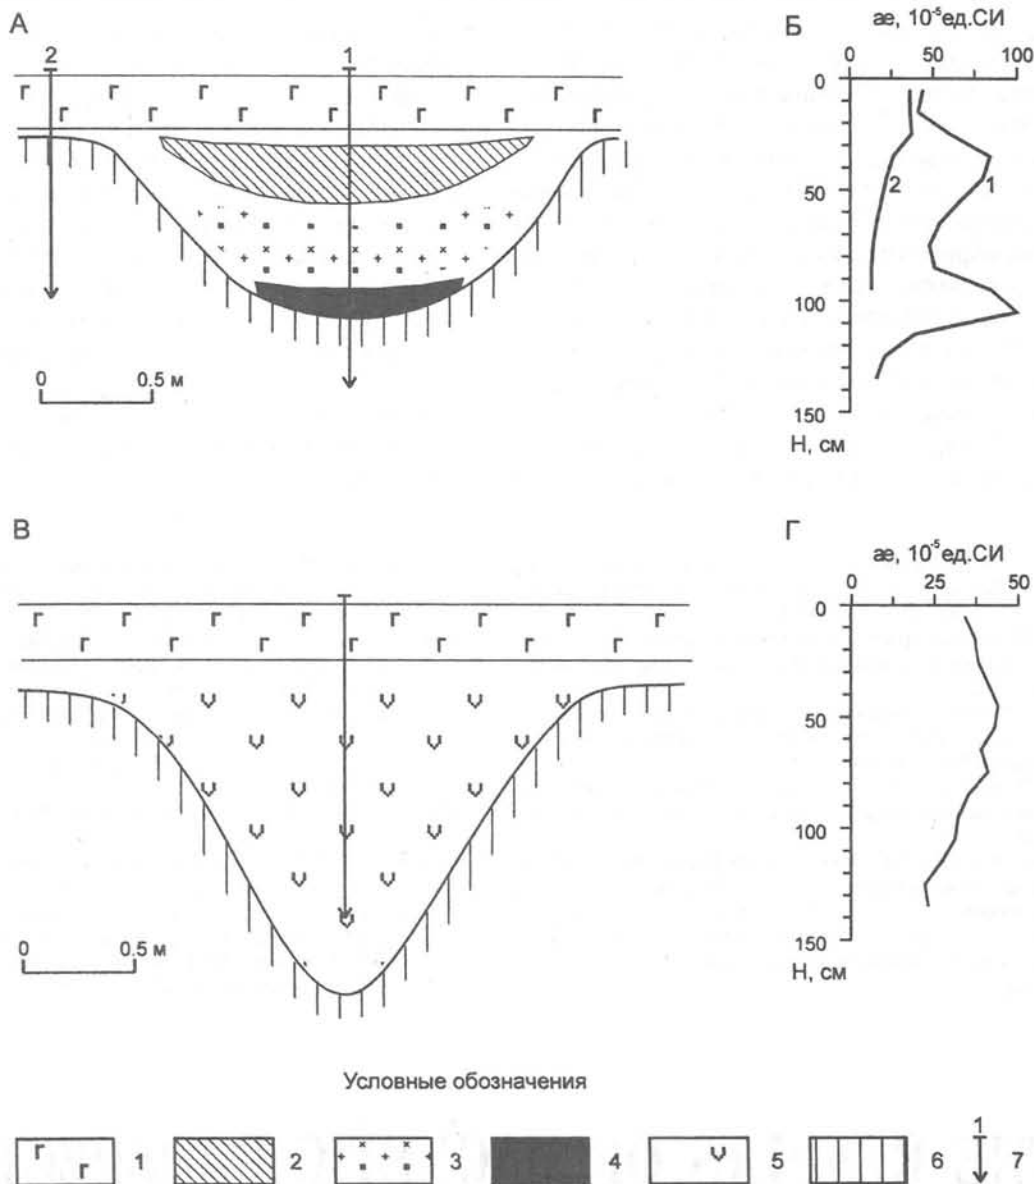 А
2
1
Б
æ, 10⁻⁵ед.СИ
0 50 100
0
50
100
150
2
1
Н, см
Г Г Г Г Г Г Г
Г Г Г Г Г Г Г
0 0.5 м
В
Г
æ, 10⁻⁵ед.СИ
0 25 50
0
50
100
150
Н, см
Г Г Г Г Г Г Г Г
Г Г Г Г Г Г Г
0 0.5 м
Условные обозначения
Г Г 1 2 3 4 5 6 1 7